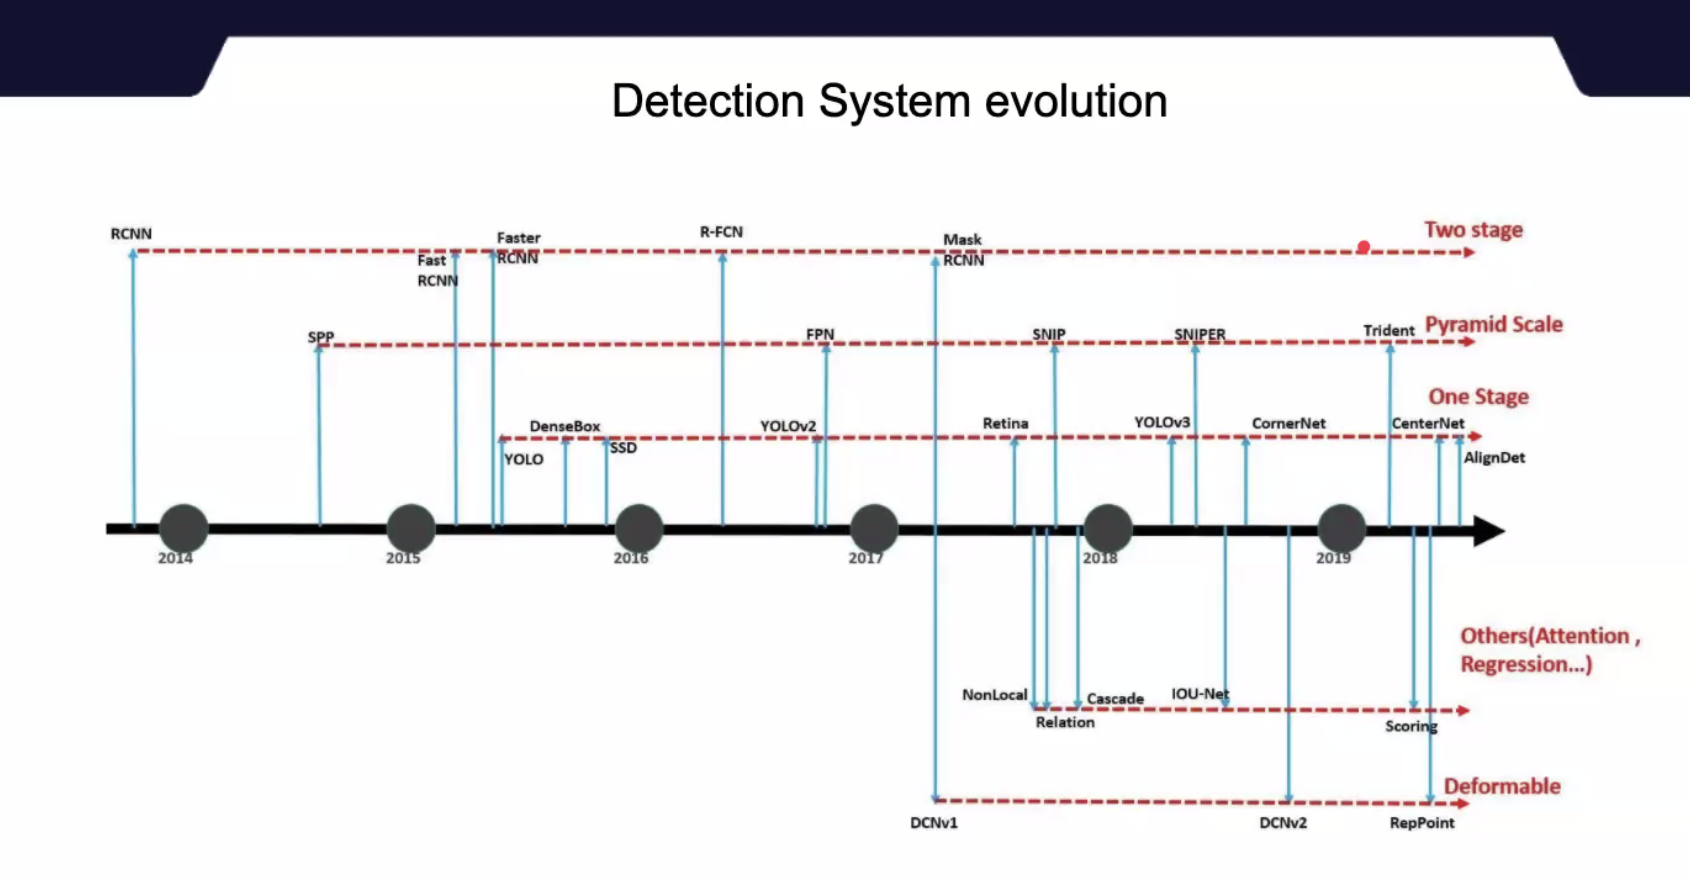 Detection System evolution
RCNN
Fast
RCNN
Faster
RCNN
R-FCN
Mask
RCNN
Two stage
SPP
FPN
SNIP
SNIPER
Trident
Pyramid Scale
One Stage
YOLO
DenseBox
SSD
YOLOv2
Retina
YOLOv3
CornerNet
CenterNet
AlignDet
2014
2015
2016
2017
2018
2019
Others(Attention ,
Regression...)
NonLocal
Relation
Cascade
IOU-Net
Scoring
Deformable
DCNv1
DCNv2
RepPoint